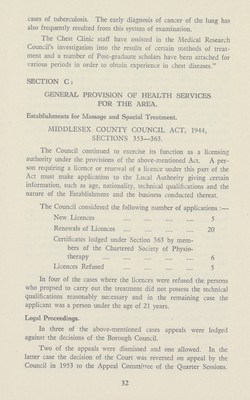 cases of tuberculosis. The early diagnosis of cancer of the lung has
also frequently resulted from this system of examination.
The Chest Clinic staff have assisted in the Medical Research
Council's investigation into the results of certain methods of treat-
ment and a number of Post-graduate scholars have been attached for
various periods in order to obtain experience in chest diseases."
SECTION C:
GENERAL PROVISION OF HEALTH SERVICES
FOR THE AREA.
Establishments for Massage and Special Treatment.
MIDDLESEX COUNTY COUNCIL ACT, 1944,
SECTIONS 353—363.
The Council continued to exercise its function as a licensing
authority under the provisions of the above-mentioned Act. A per-
son requiring a licence or renewal of a licence under this part of the
Act must make application to the Local Authority giving certain
information, such as age, nationality, technical qualifications and the
nature of the Establishment and the business conducted thereat.
The Council considered the following number of applications :—
New Licences .... .... .... .... 5
Renewals of Licences .... .... .... .... 20
Certificates lodged under Section 363 by mem-
bers of the Chartered Society of Physio-
therapy .... .... .... .... 6
Licences Refused .... .... .... .... 5
In four of the cases where the licences were refused the persons
who propsed to carry out the treatment did not possess the technical
qualifications reasonably necessary and in the remaining case the
applicant was a person under the age of 21 years.
Legal Proceedings.
In three of the above-mentioned cases appeals were lodged
against the decisions of the Borough Council.
Two of the appeals were dismissed and one allowed. In the
latter case the decision of the Court was reversed on appeal by the
Council in 1953 to the Appeal Committee of the Quarter Sessions.
32